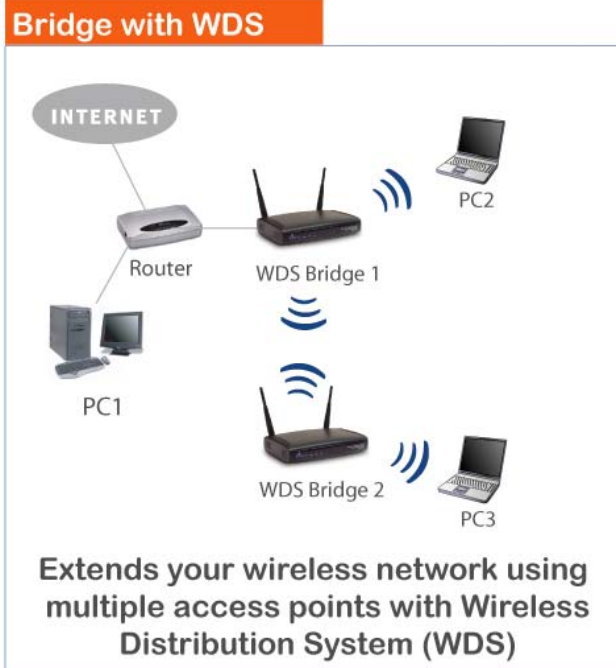 Bridge with WDS
INTERNET
PC2
Router
WDS Bridge 1
PC1
WDS Bridge 2
PC3
Extends your wireless network using
multiple access points with Wireless
Distribution System (WDS)